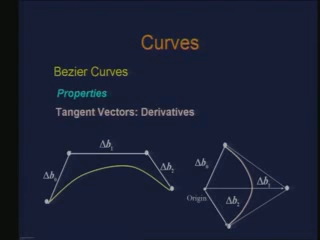 Curves
Bezier Curves
Properties
Tangent Vectors: Derivatives
Δb₁
Δb₀
Δb₂
Δb₀
Δb₁
Origin
Δb₂